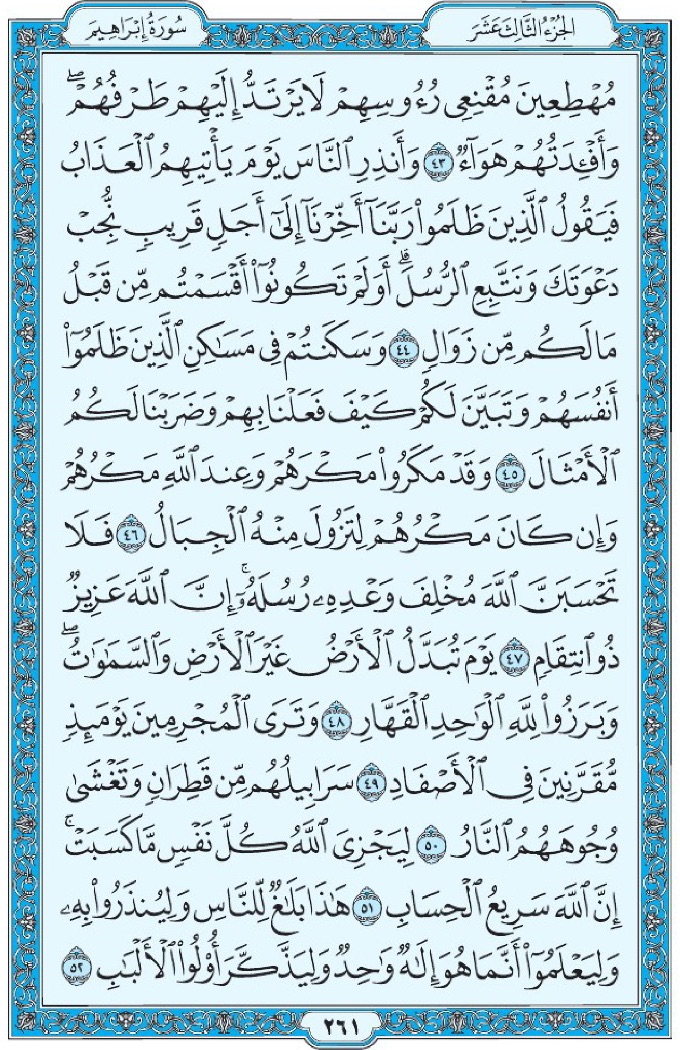 الجزء الثالث عشر
سورة إبراهيم
مُهْطِعِينَ مُقْنِعِي رُءُوسِهِمْ لَا يَرْتَدُّ إِلَيْهِمْ طَرْفُهُمْ ۖ
وَأَفْـِٔدَتُهُمْ هَوَآءٌ ﴿٤٣﴾ وَأَنذِرِ ٱلنَّاسَ يَوْمَ يَأْتِيهِمُ ٱلْعَذَابُ
فَيَقُولُ ٱلَّذِينَ ظَلَمُوا۟ رَبَّنَآ أَخِّرْنَآ إِلَىٰٓ أَجَلٍ قَرِيبٍ نُّجِبْ
دَعْوَتَكَ وَنَتَّبِعِ ٱلرُّسُلَ ۗ أَوَلَمْ تَكُونُوٓا۟ أَقْسَمْتُم مِّن قَبْلُ
مَا لَكُم مِّن زَوَالٍ ﴿٤٤﴾ وَسَكَنتُمْ فِى مَسَـٰكِنِ ٱلَّذِينَ ظَلَمُوٓا۟
أَنفُسَهُمْ وَتَبَيَّنَ لَكُمْ كَيْفَ فَعَلْنَا بِهِمْ وَضَرَبْنَا لَكُمُ
ٱلْأَمْثَالَ ﴿٤٥﴾ وَقَدْ مَكَرُوا۟ مَكْرَهُمْ وَعِندَ ٱللَّهِ مَكْرُهُمْ
وَإِن كَانَ مَكْرُهُمْ لِتَزُولَ مِنْهُ ٱلْجِبَالُ ﴿٤٦﴾ فَلَا
تَحْسَبَنَّ ٱللَّهَ مُخْلِفَ وَعْدِهِۦ رُسُلَهُۥٓ ۗ إِنَّ ٱللَّهَ عَزِيزٌ
ذُو ٱنتِقَامٍ ﴿٤٧﴾ يَوْمَ تُبَدَّلُ ٱلْأَرْضُ غَيْرَ ٱلْأَرْضِ وَٱلسَّمَـٰوَٰتُ ۖ
وَبَرَزُوا۟ لِلَّهِ ٱلْوَٰحِدِ ٱلْقَهَّارِ ﴿٤٨﴾ وَتَرَى ٱلْمُجْرِمِينَ يَوْمَئِذٍ
مُّقَرَّنِينَ فِى ٱلْأَصْفَادِ ﴿٤٩﴾ سَرَابِيلُهُم مِّن قَطِرَانٍ وَتَغْشَىٰ
وُجُوهَهُمُ ٱلنَّارُ ﴿٥٠﴾ لِيَجْزِىَ ٱللَّهُ كُلَّ نَفْسٍ مَّا كَسَبَتْ ۚ
إِنَّ ٱللَّهَ سَرِيعُ ٱلْحِسَابِ ﴿٥١﴾ هَـٰذَا بَلَـٰغٌ لِّلنَّاسِ وَلِيُنذَرُوا۟ بِهِۦ
وَلِيَعْلَمُوٓا۟ أَنَّمَا هُوَ إِلَـٰهٌ وَٰحِدٌ وَلِيَذَّكَّرَ أُو۟لُوا۟ ٱلْأَلْبَـٰبِ ﴿٥٢﴾
٢٦١